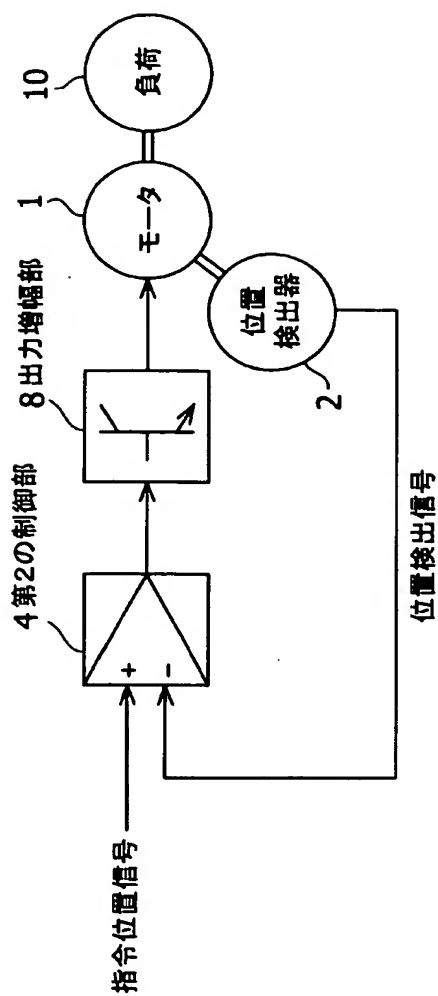 指令位置信号
4 第2の制御部
+
-
8 出力増幅部
1
モータ
10
負荷
位置
検出器
2
位置検出信号